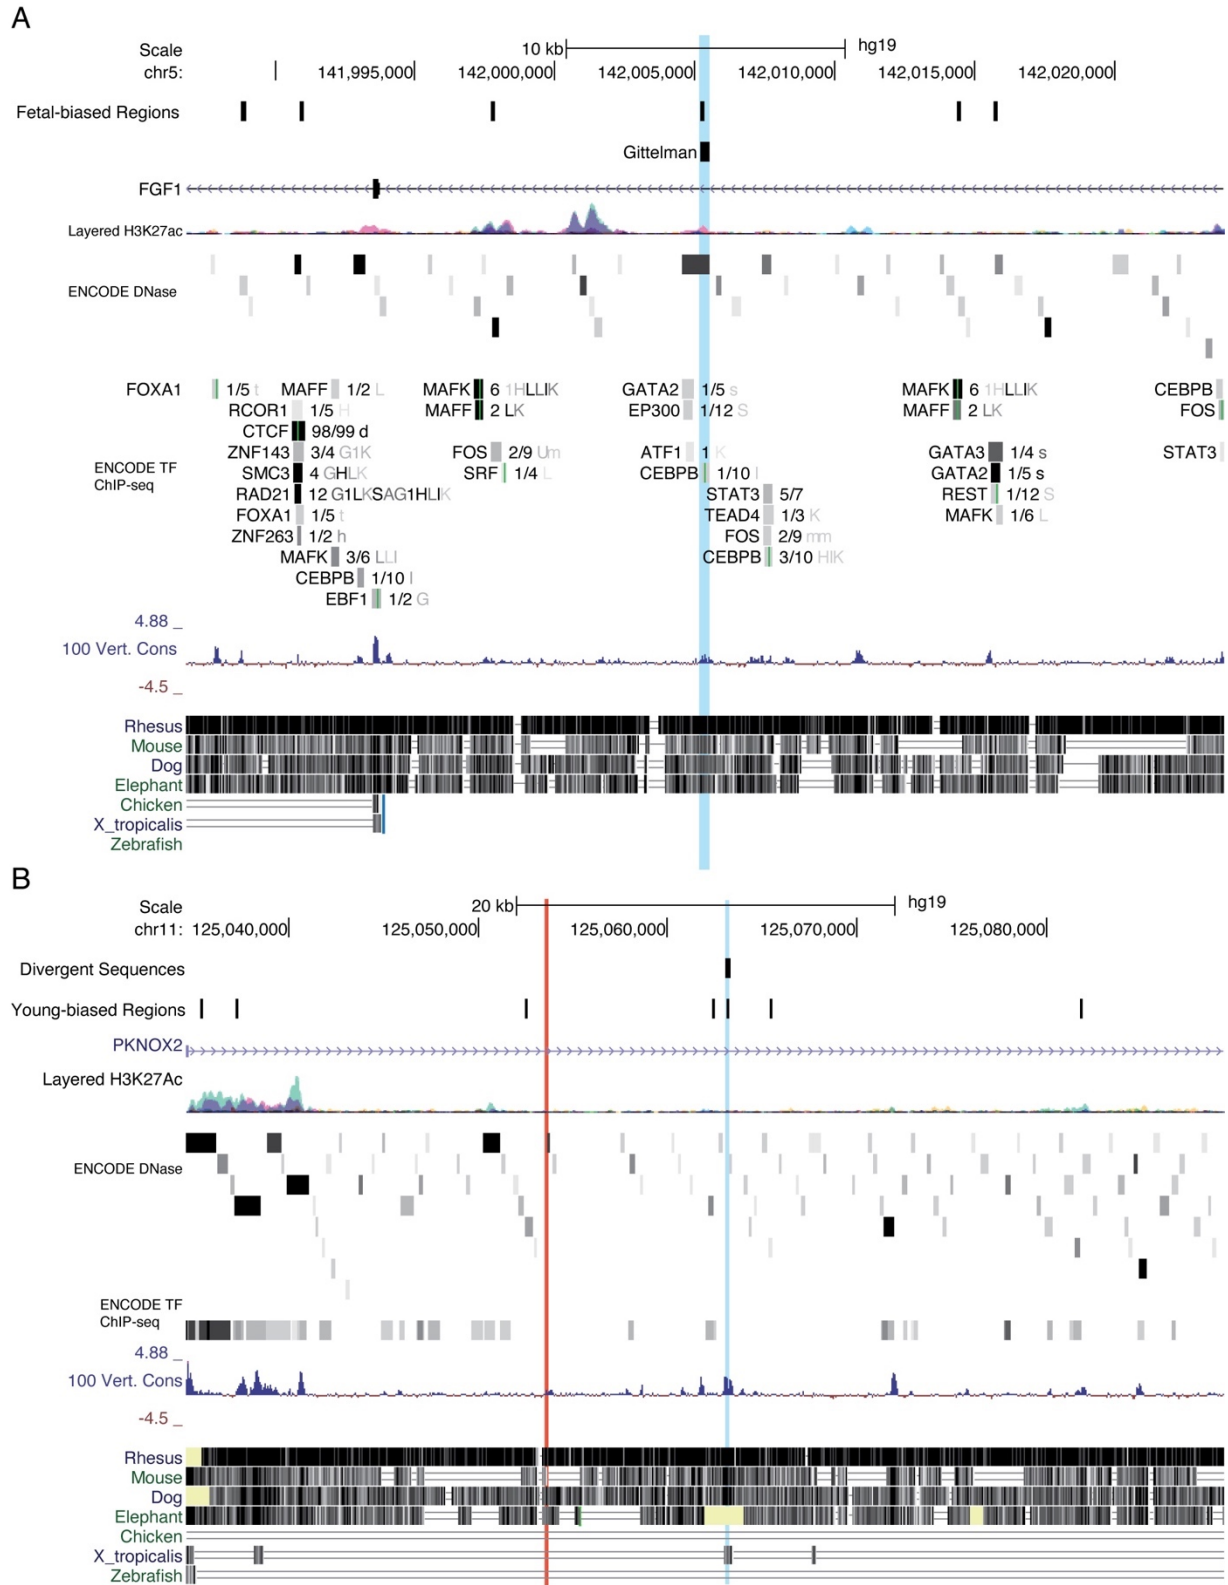 A
Scale 10 kb hg19
chr5: 141,995,000 142,000,000 142,005,000 142,010,000 142,015,000 142,020,000
Fetal-biased Regions
Gittelman
FGF1
Layered H3K27ac
ENCODE DNase
FOXA1 1/5 t MAFF 1/2 L MAFK 6 1HLLIK GATA2 1/5 s MAFK 6 1HLLIK CEBPB
RCOR1 1/5 H MAFF 2 LK EP300 1/12 S MAFF 2 LK FOS
CTCF 98/99 d
ZNF143 3/4 G1K FOS 2/9 Um ATF1 1 K GATA3 1/4 s STAT3
ENCODE TF
ChIP-seq
SMC3 4 GHLK SRF 1/4 L CEBPB 1/10 I GATA2 1/5 s
RAD21 12 G1LKSAG1HLIK STAT3 5/7 REST 1/12 S
FOXA1 1/5 t TEAD4 1/3 K MAFK 1/6 L
ZNF263 1/2 h FOS 2/9 mm
MAFK 3/6 LLI CEBPB 3/10 HIK
CEBPB 1/10 I
EBF1 1/2 G
4.88 _
100 Vert. Cons
-4.5 _
Rhesus
Mouse
Dog
Elephant
Chicken
X_tropicalis
Zebrafish
B
Scale 20 kb hg19
chr11: 125,040,000 125,050,000 125,060,000 125,070,000 125,080,000
Divergent Sequences
Young-biased Regions
PKNOX2
Layered H3K27Ac
ENCODE DNase
ENCODE TF
ChIP-seq
4.88 _
100 Vert. Cons
-4.5 _
Rhesus
Mouse
Dog
Elephant
Chicken
X_tropicalis
Zebrafish